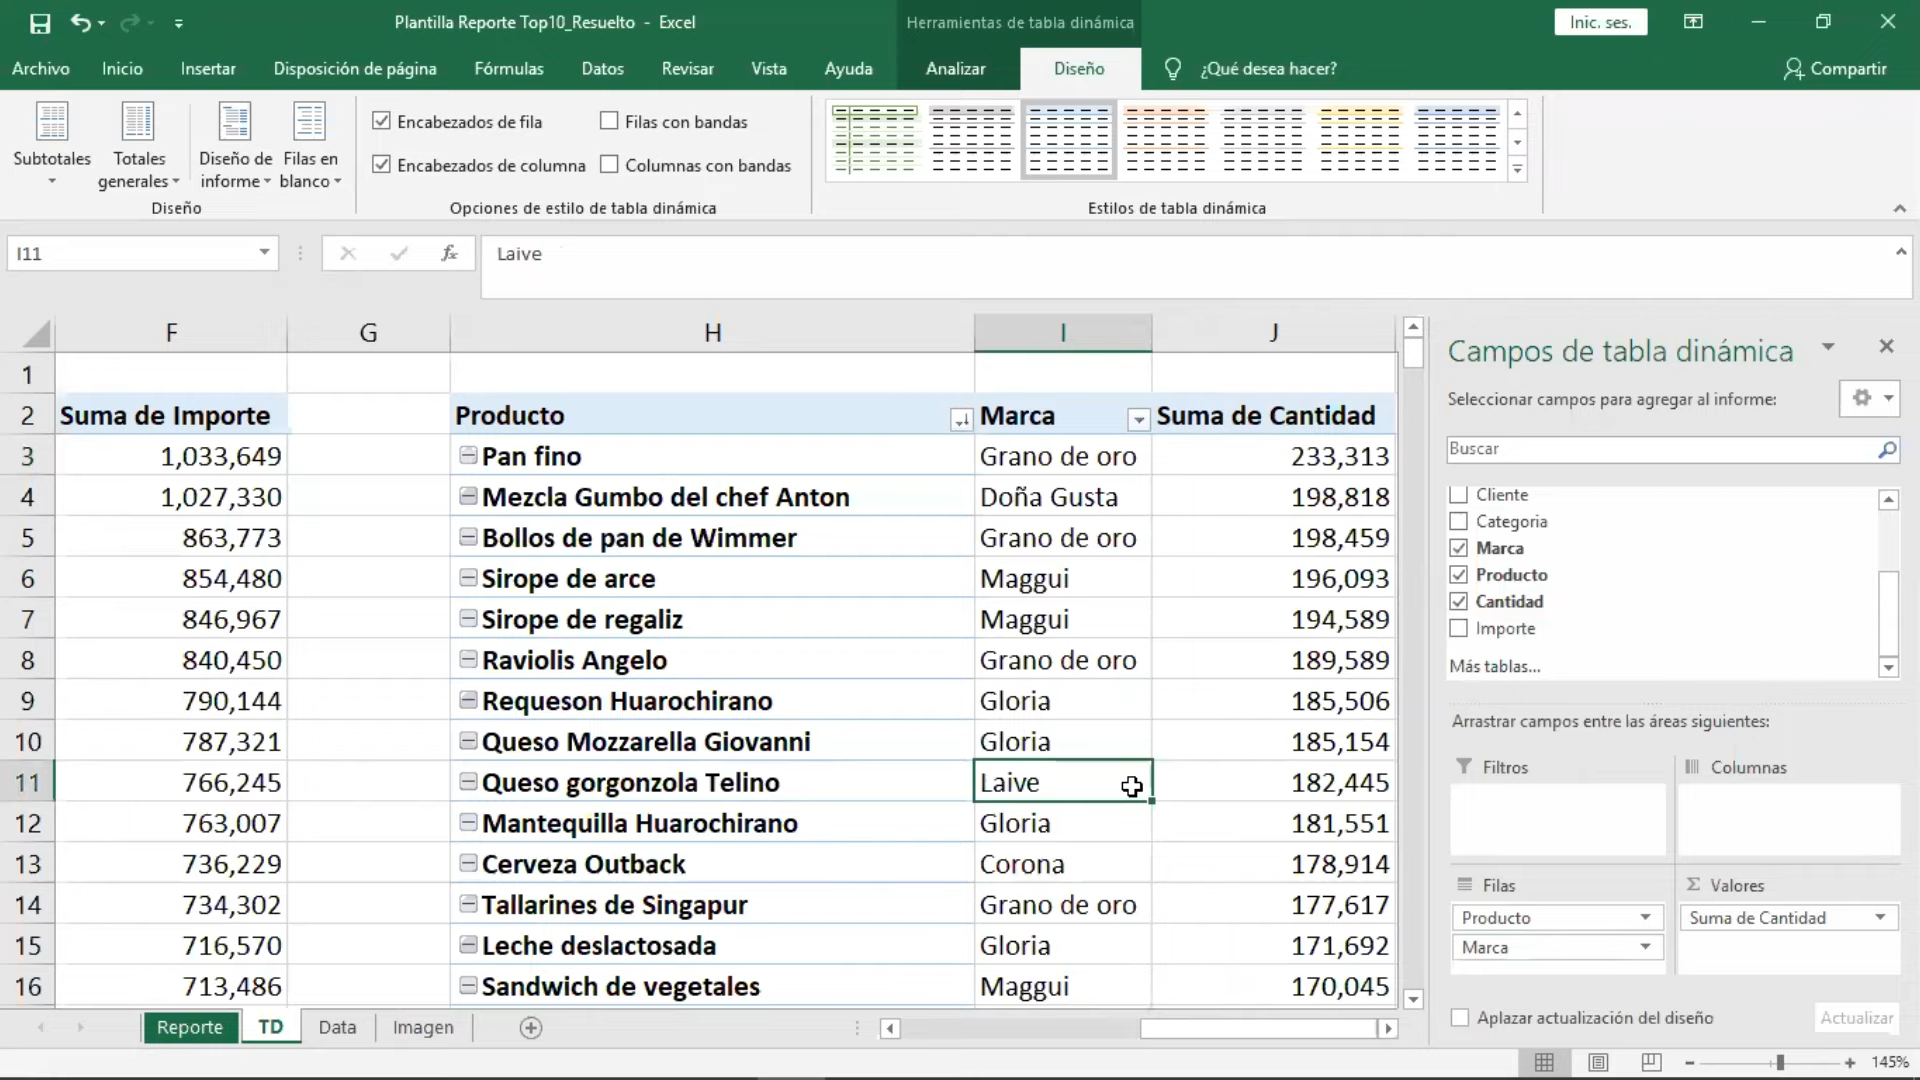 Plantilla Reporte Top10_Resuelto - Excel
Herramientas de tabla dinámica
Inic. ses.
Archivo Inicio Insertar Disposición de página Fórmulas Datos Revisar Vista Ayuda Analizar Diseño ¿Qué desea hacer? Compartir
Subtotales
Totales generales
Diseño de informe
Filas en blanco
Diseño
Encabezados de fila Filas con bandas
Encabezados de columna Columnas con bandas
Opciones de estilo de tabla dinámica
Estilos de tabla dinámica
I11 fx Laive
F G H I J
1
2 Suma de Importe Producto Marca Suma de Cantidad
3 1,033,649 Pan fino Grano de oro 233,313
4 1,027,330 Mezcla Gumbo del chef Anton Doña Gusta 198,818
5 863,773 Bollos de pan de Wimmer Grano de oro 198,459
6 854,480 Sirope de arce Maggui 196,093
7 846,967 Sirope de regaliz Maggui 194,589
8 840,450 Raviolis Angelo Grano de oro 189,589
9 790,144 Requeson Huarochirano Gloria 185,506
10 787,321 Queso Mozzarella Giovanni Gloria 185,154
11 766,245 Queso gorgonzola Telino Laive 182,445
12 763,007 Mantequilla Huarochirano Gloria 181,551
13 736,229 Cerveza Outback Corona 178,914
14 734,302 Tallarines de Singapur Grano de oro 177,617
15 716,570 Leche deslactosada Gloria 171,692
16 713,486 Sandwich de vegetales Maggui 170,045
Campos de tabla dinámica
Seleccionar campos para agregar al informe:
Buscar
Cliente
Categoria
Marca
Producto
Cantidad
Importe
Más tablas...
Arrastrar campos entre las áreas siguientes:
Filtros Columnas
Filas Σ Valores
Producto Suma de Cantidad
Marca
Aplazar actualización del diseño Actualizar
Reporte TD Data Imagen
145%